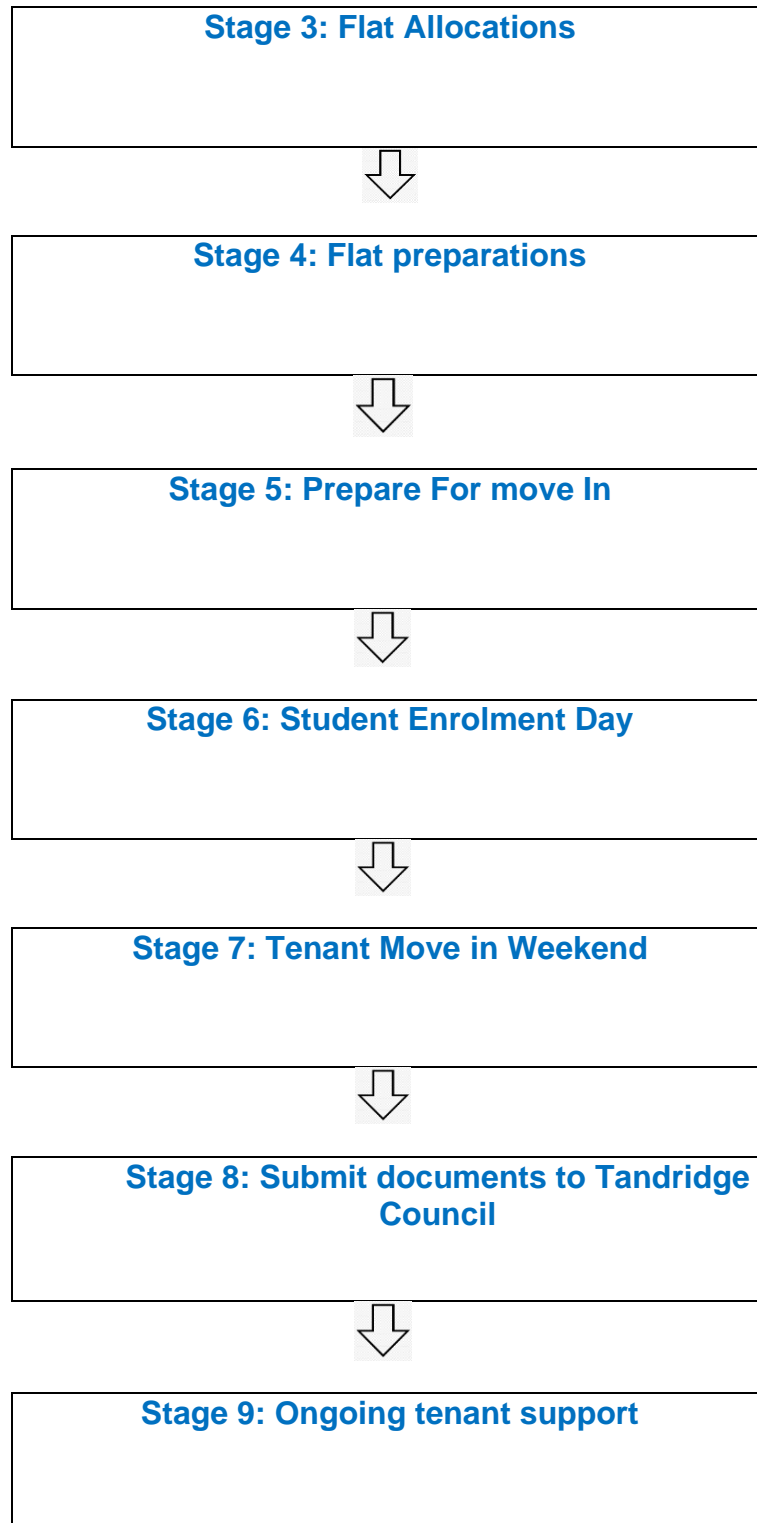 Stage 3: Flat Allocations
Stage 4: Flat preparations
Stage 5: Prepare For move In
Stage 6: Student Enrolment Day
Stage 7: Tenant Move in Weekend
Stage 8: Submit documents to Tandridge
Council
Stage 9: Ongoing tenant support